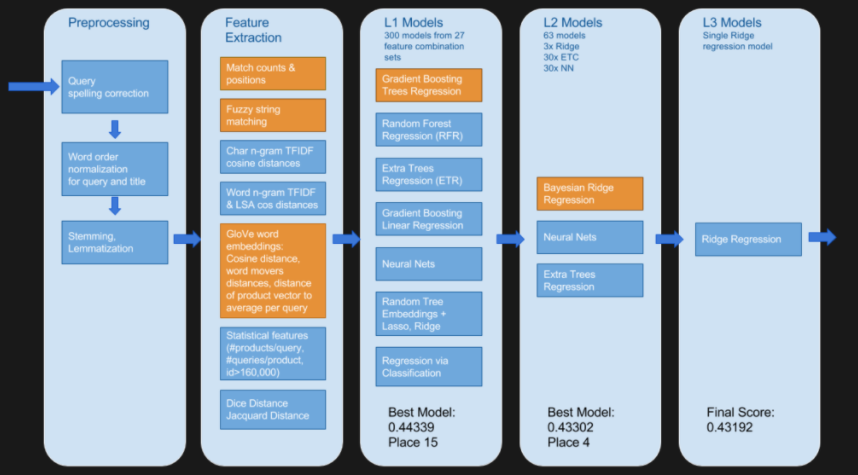 Preprocessing
Query
spelling correction
Word order
normalization
for query and title
Stemming,
Lemmatization
Feature
Extraction
Match counts &
positions
Fuzzy string
matching
Char n-gram TFIDF
cosine distances
Word n-gram TFIDF
& LSA cos distances
GloVe word
embeddings:
Cosine distance,
word movers
distances, distance
of product vector to
average per query
Statistical features
(#products/query,
#queries/product,
id>160,000)
Dice Distance
Jacquard Distance
L1 Models
300 models from 27
feature combination
sets
Gradient Boosting
Trees Regression
Random Forest
Regression (RFR)
Extra Trees
Regression (ETR)
Gradient Boosting
Linear Regression
Neural Nets
Random Tree
Embeddings +
Lasso, Ridge
Regression via
Classification
Best Model:
0.44339
Place 15
L2 Models
63 models
3x Ridge
30x ETC
30x NN
Bayesian Ridge
Regression
Neural Nets
Extra Trees
Regression
Best Model:
0.43302
Place 4
L3 Models
Single Ridge
regression model
Ridge Regression
Final Score:
0.43192